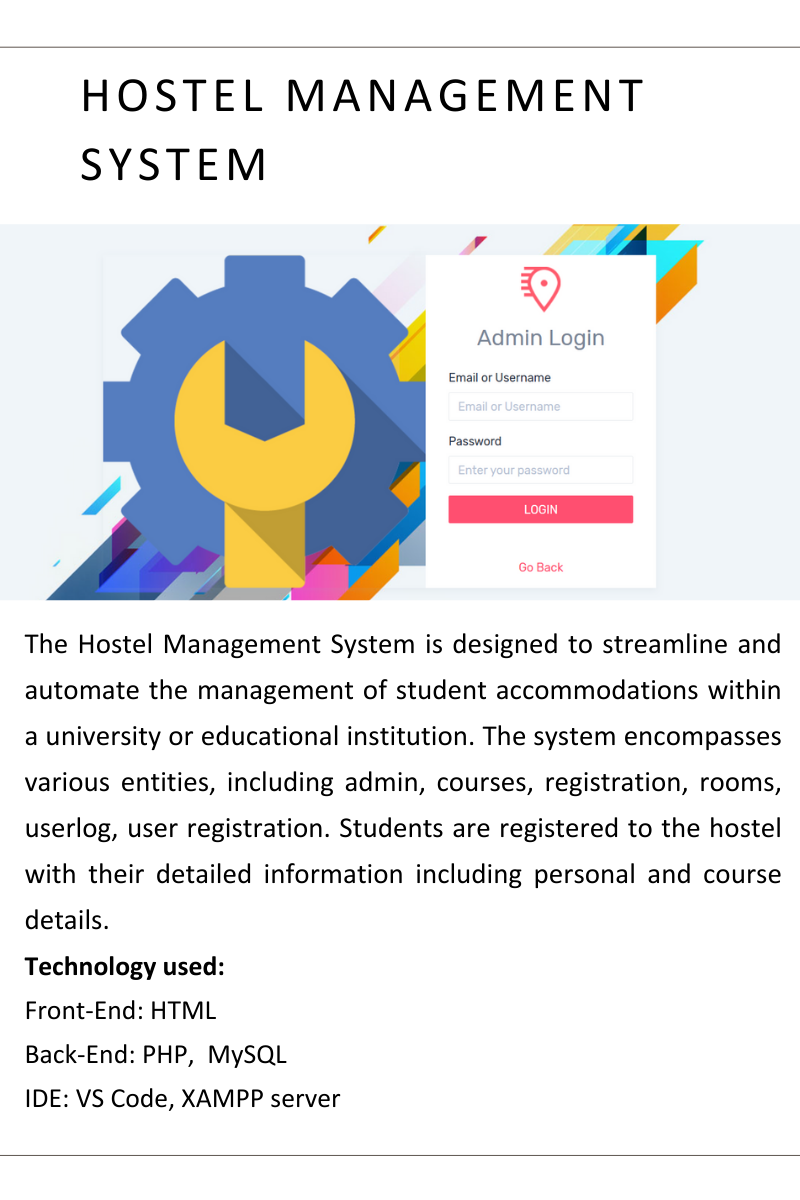 HOSTEL MANAGEMENT
SYSTEM
Admin Login
Email or Username
Email or Username
Password
Enter your password
LOGIN
Go Back
The Hostel Management System is designed to streamline and
automate the management of student accommodations within
a university or educational institution. The system encompasses
various entities, including admin, courses, registration, rooms,
userlog, user registration. Students are registered to the hostel
with their detailed information including personal and course
details.
Technology used:
Front-End: HTML
Back-End: PHP,  MySQL
IDE: VS Code, XAMPP server